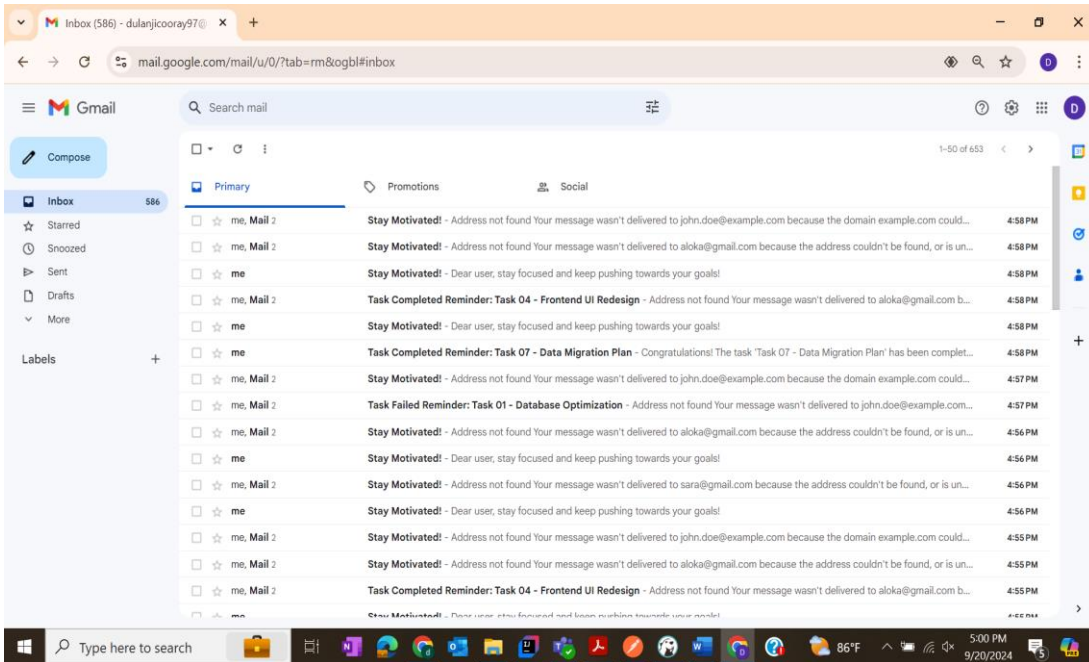 Inbox (586) - dulanjicooray97@
mail.google.com/mail/u/0/?tab=rm&ogbl#inbox
D
Gmail
Search mail
D
Compose
1–50 of 653
Primary
Promotions
Social
Inbox 586
Starred
Snoozed
Sent
Drafts
More
Labels
me, Mail 2 Stay Motivated! - Address not found Your message wasn't delivered to john.doe@example.com because the domain example.com could... 4:58 PM
me, Mail 2 Stay Motivated! - Address not found Your message wasn't delivered to aloka@gmail.com because the address couldn't be found, or is un... 4:58 PM
me Stay Motivated! - Dear user, stay focused and keep pushing towards your goals! 4:58 PM
me, Mail 2 Task Completed Reminder: Task 04 - Frontend UI Redesign - Address not found Your message wasn't delivered to aloka@gmail.com b... 4:58 PM
me Stay Motivated! - Dear user, stay focused and keep pushing towards your goals! 4:58 PM
me Task Completed Reminder: Task 07 - Data Migration Plan - Congratulations! The task 'Task 07 - Data Migration Plan' has been complet... 4:58 PM
me, Mail 2 Stay Motivated! - Address not found Your message wasn't delivered to john.doe@example.com because the domain example.com could... 4:57 PM
me, Mail 2 Task Failed Reminder: Task 01 - Database Optimization - Address not found Your message wasn't delivered to john.doe@example.com... 4:57 PM
me, Mail 2 Stay Motivated! - Address not found Your message wasn't delivered to aloka@gmail.com because the address couldn't be found, or is un... 4:56 PM
me Stay Motivated! - Dear user, stay focused and keep pushing towards your goals! 4:56 PM
me, Mail 2 Stay Motivated! - Address not found Your message wasn't delivered to sara@gmail.com because the address couldn't be found, or is un... 4:56 PM
me Stay Motivated! - Dear user, stay focused and keep pushing towards your goals! 4:56 PM
me, Mail 2 Stay Motivated! - Address not found Your message wasn't delivered to john.doe@example.com because the domain example.com could... 4:55 PM
me, Mail 2 Stay Motivated! - Address not found Your message wasn't delivered to aloka@gmail.com because the address couldn't be found, or is un... 4:55 PM
me, Mail 2 Task Completed Reminder: Task 04 - Frontend UI Redesign - Address not found Your message wasn't delivered to aloka@gmail.com b... 4:55 PM
me Stay Motivated! - Dear user, stay focused and keep pushing towards your goals! 4:55 PM
Type here to search
86°F
5:00 PM
9/20/2024